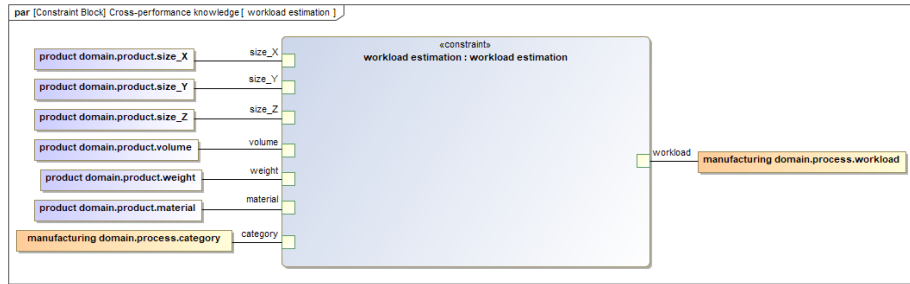 par [Constraint Block] Cross-performance knowledge [ workload estimation ]
«constraint»
workload estimation : workload estimation
product domain.product.size_X
size_X
product domain.product.size_Y
size_Y
product domain.product.size_Z
size_Z
product domain.product.volume
volume
product domain.product.weight
weight
product domain.product.material
material
manufacturing domain.process.category
category
workload
manufacturing domain.process.workload